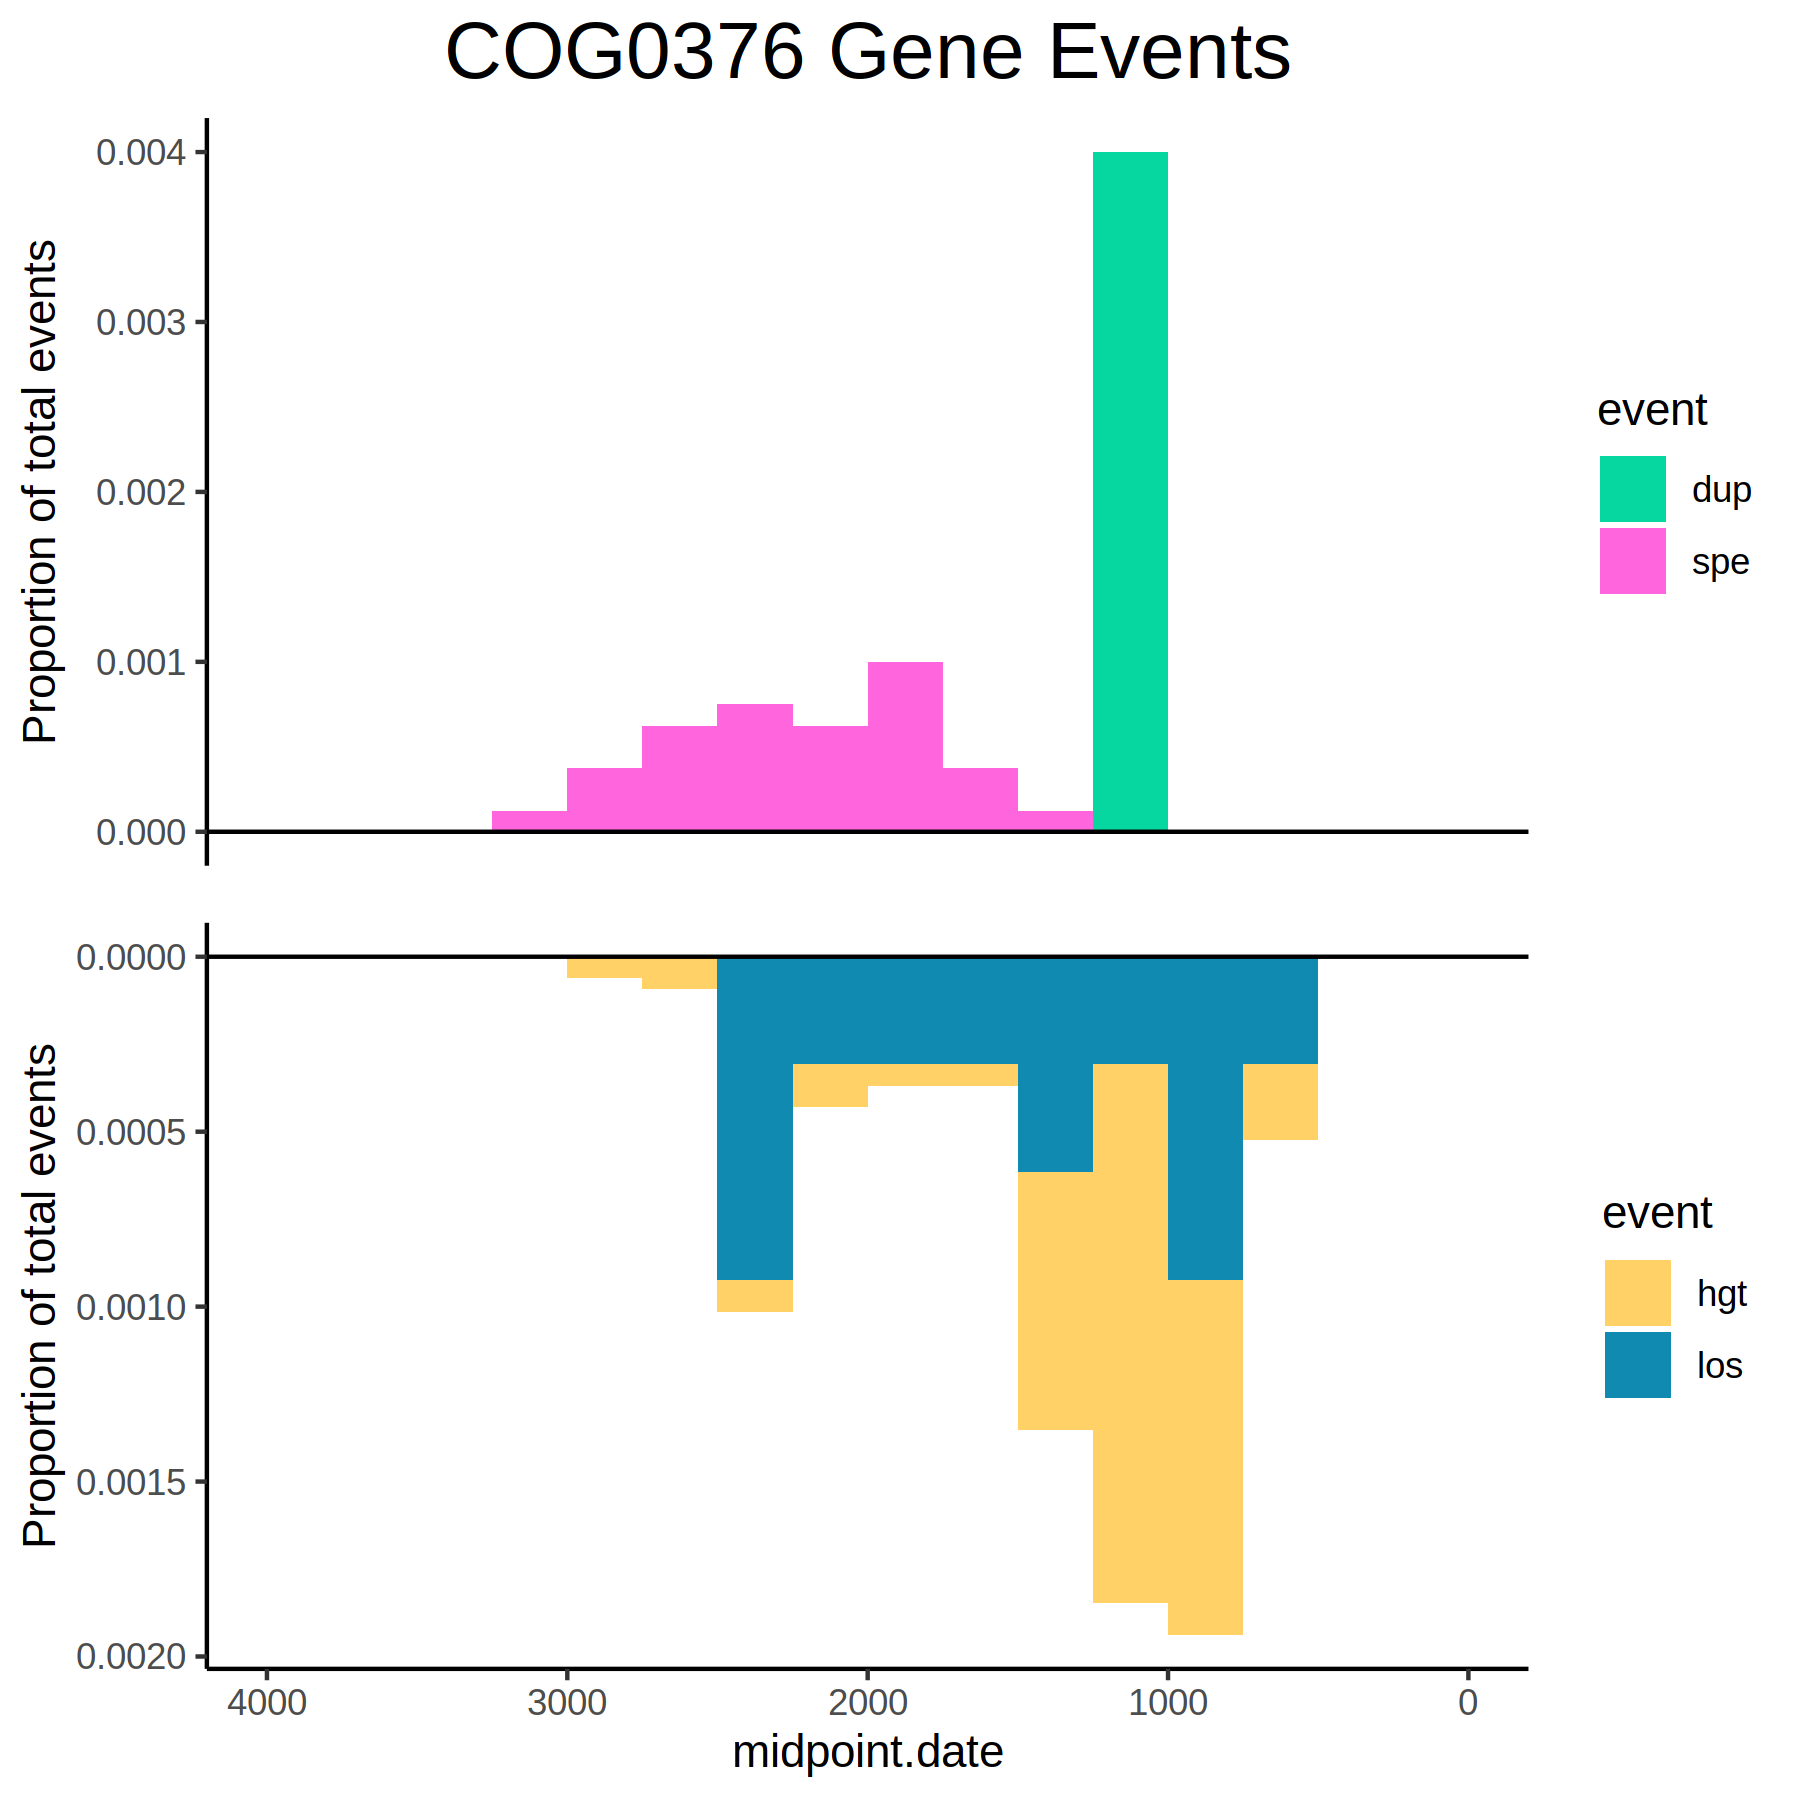 COG0376 Gene Events
Proportion of total events
0.004
0.003
0.002
0.001
0.000
event
dup
spe
Proportion of total events
0.0000
0.0005
0.0010
0.0015
0.0020
event
hgt
los
4000 3000 2000 1000 0
midpoint.date